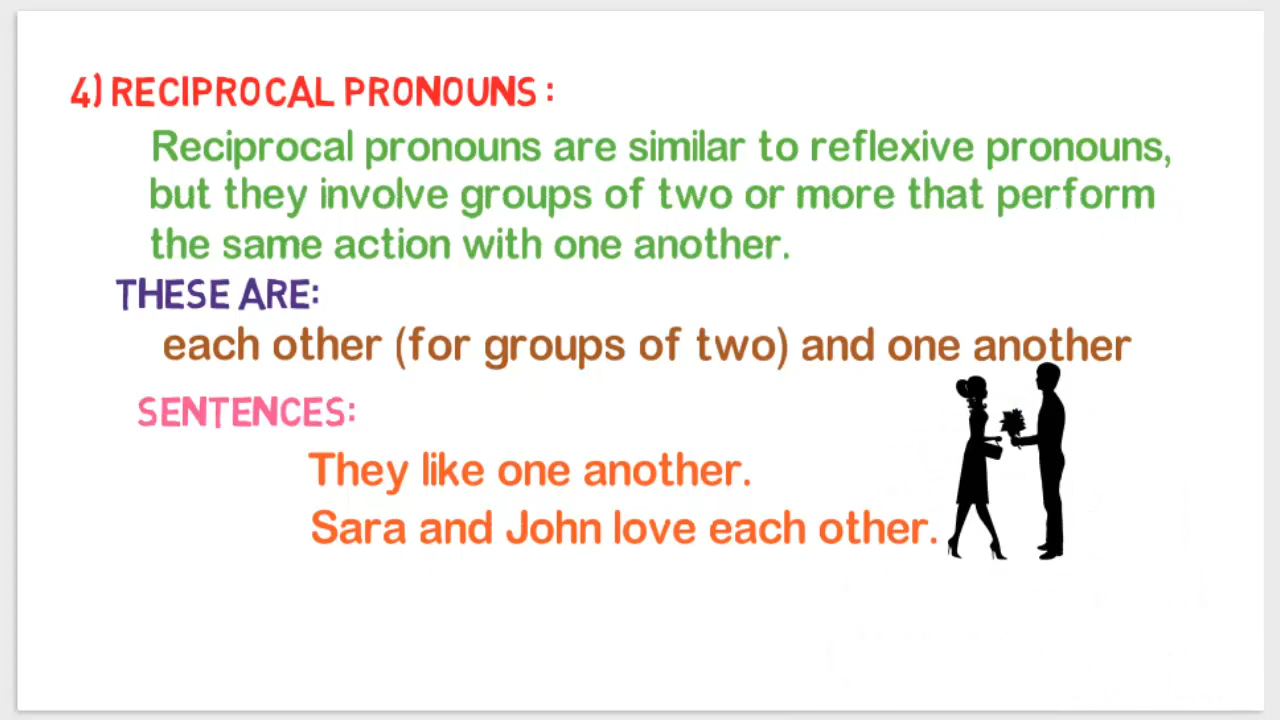 4) RECIPROCAL PRONOUNS :
Reciprocal pronouns are similar to reflexive pronouns,
but they involve groups of two or more that perform
the same action with one another.
THESE ARE:
each other (for groups of two) and one another
SENTENCES:
They like one another.
Sara and John love each other.